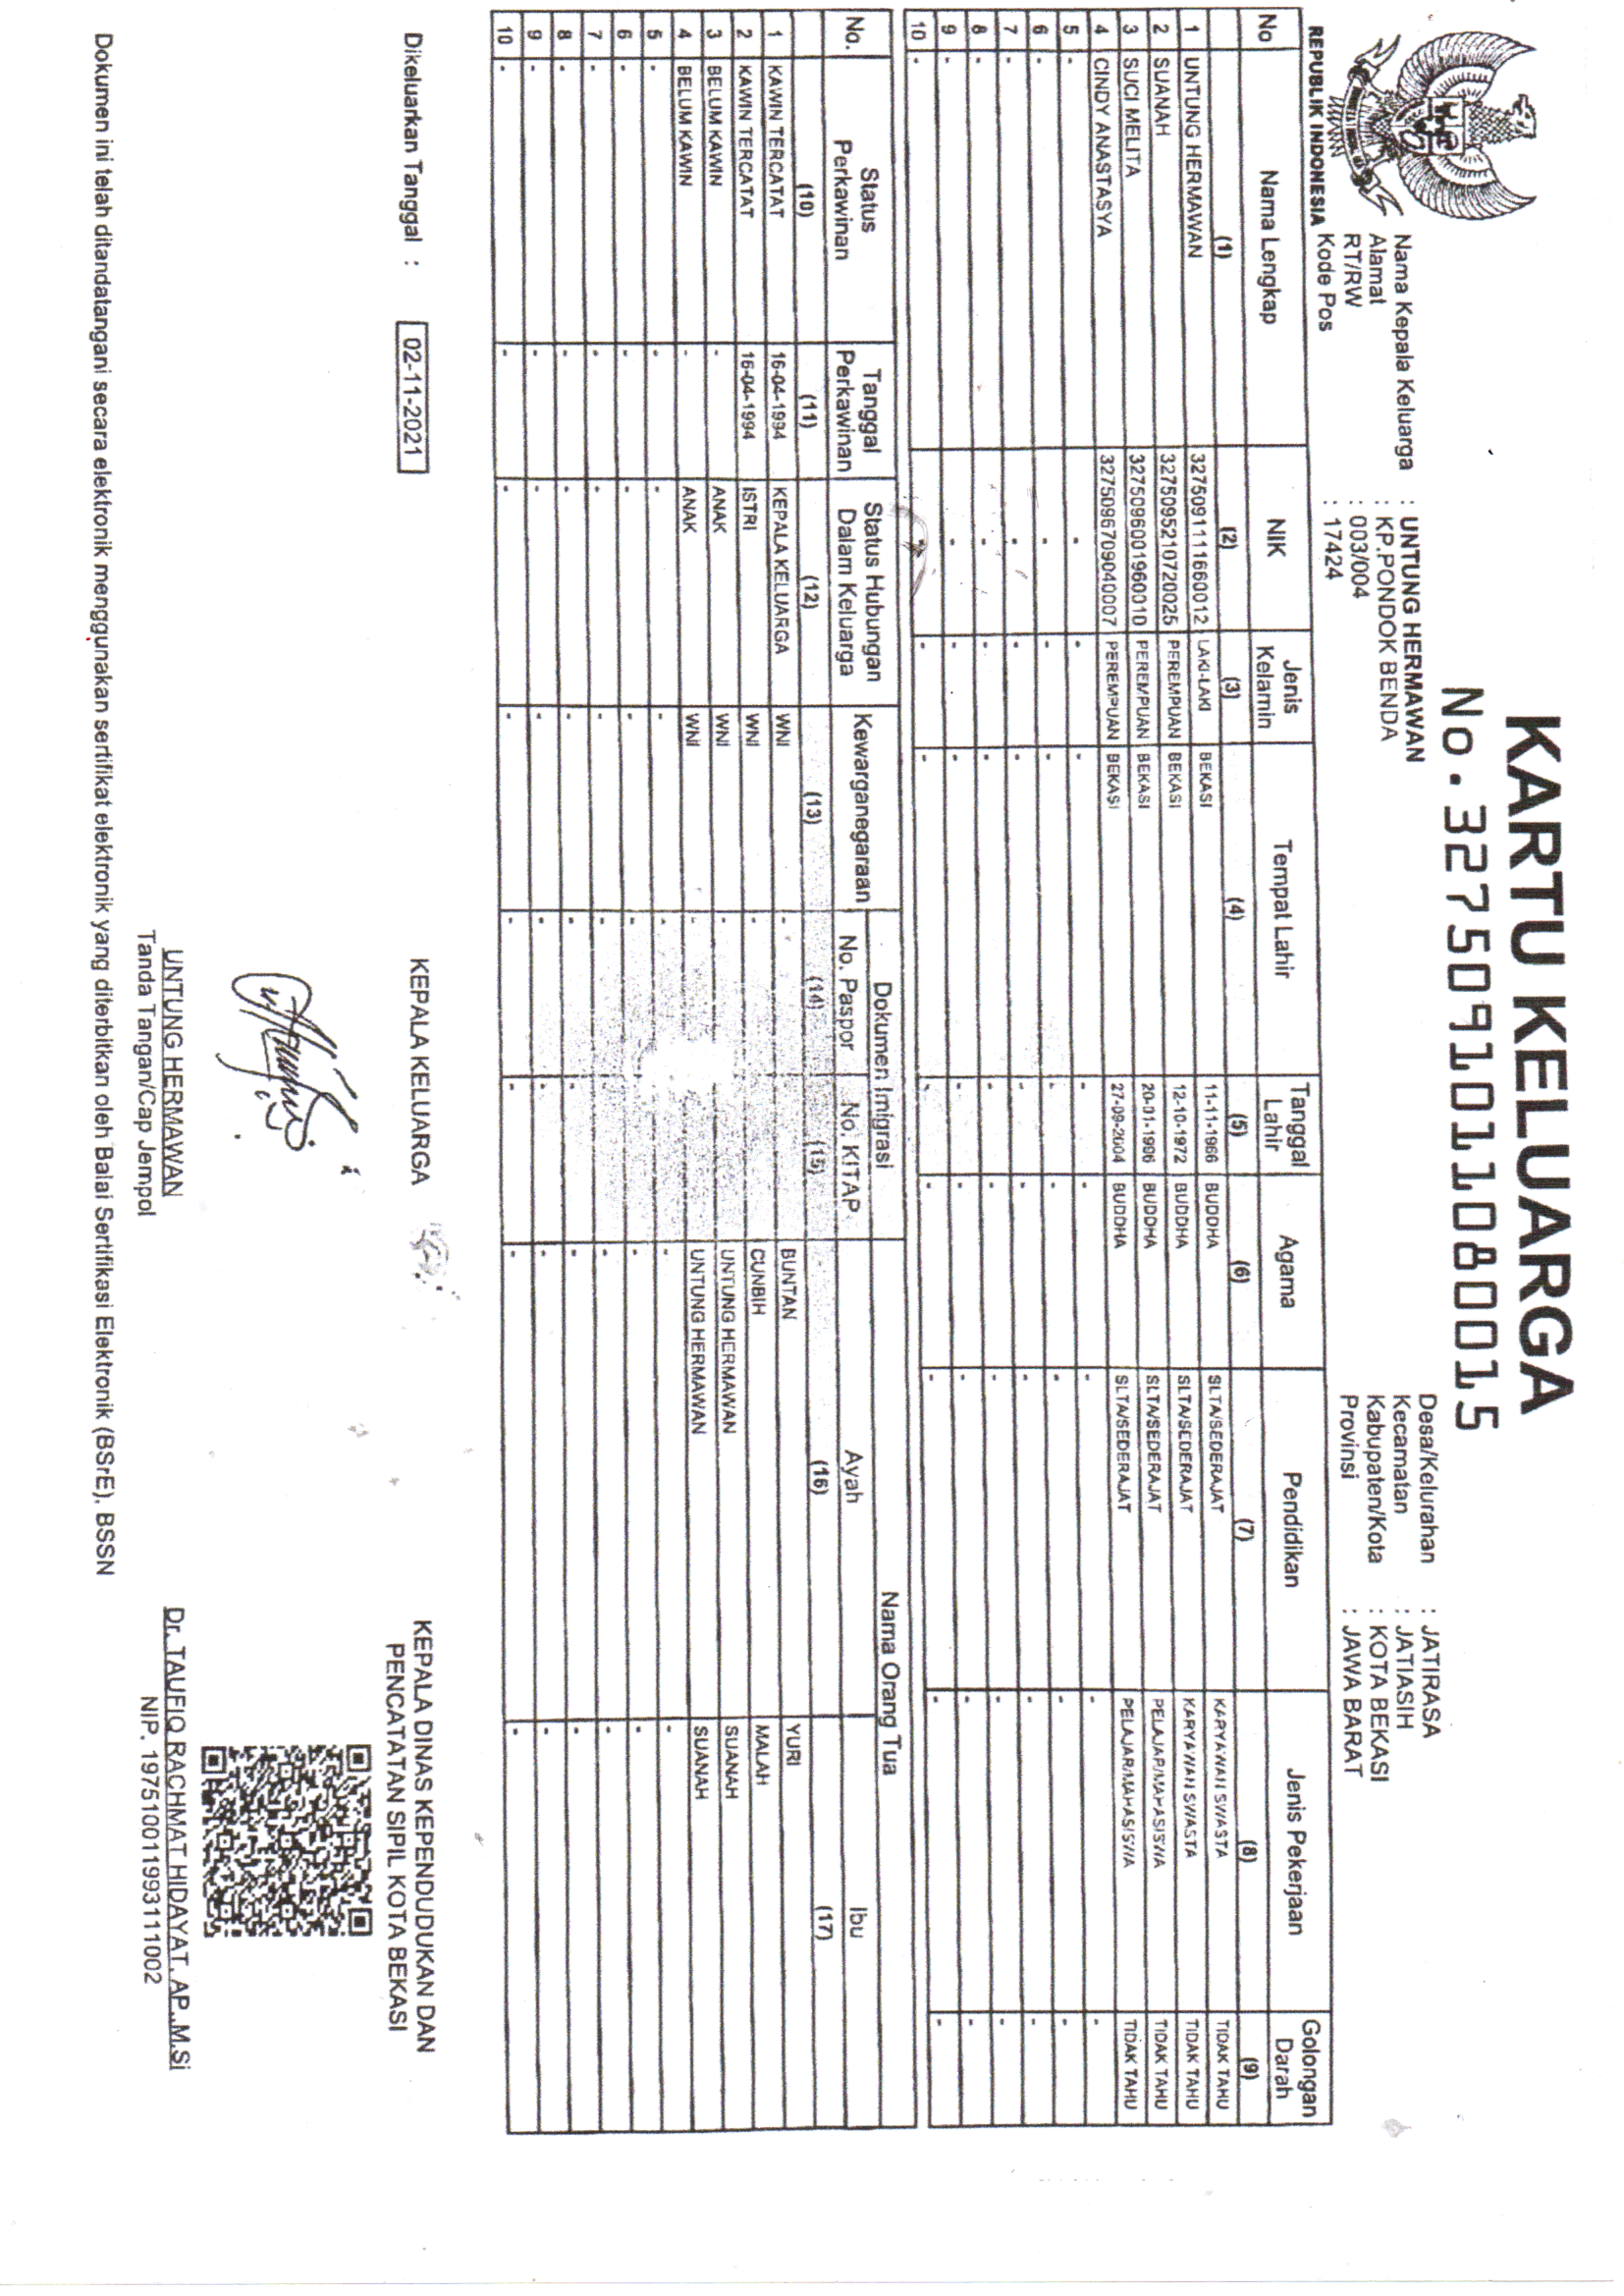 KARTU KELUARGA
No. 3275091011080015
REPUBLIK INDONESIA
Nama Kepala Keluarga : UNTUNG HERMAWAN
Alamat : KP.PONDOK BENDA
RT/RW : 003/004
Kode Pos : 17424
Desa/Kelurahan : JATIRASA
Kecamatan : JATIASIH
Kabupaten/Kota : KOTA BEKASI
Provinsi : JAWA BARAT
No Nama Lengkap NIK Jenis Kelamin Tempat Lahir Tanggal Lahir Agama Pendidikan Jenis Pekerjaan Golongan Darah
(1) (2) (3) (4) (5) (6) (7) (8) (9)
1 UNTUNG HERMAWAN 3275091111660012 LAKI-LAKI BEKASI 11-11-1966 BUDDHA SLTA/SEDERAJAT KARYAWAN SWASTA TIDAK TAHU
2 SUANAH 3275095210720025 PEREMPUAN BEKASI 12-10-1972 BUDDHA SLTA/SEDERAJAT KARYAWAN SWASTA TIDAK TAHU
3 SUCI MELITA 3275096001960010 PEREMPUAN BEKASI 20-01-1996 BUDDHA SLTA/SEDERAJAT PELAJAR/MAHASISWA TIDAK TAHU
4 CINDY ANASTASYA 3275096709040007 PEREMPUAN BEKASI 27-09-2004 BUDDHA SLTA/SEDERAJAT PELAJAR/MAHASISWA TIDAK TAHU
5 - - - - - - - - -
6 - - - - - - - - -
7 - - - - - - - - -
8 - - - - - - - - -
9 - - - - - - - - -
10 - - - - - - - - -
No. Status Perkawinan Tanggal Perkawinan Status Hubungan Dalam Keluarga Kewarganegaraan Dokumen Imigrasi Nama Orang Tua
No. Paspor No. KITAP Ayah Ibu
(10) (11) (12) (13) (14) (15) (16) (17)
1 KAWIN TERCATAT 16-04-1994 KEPALA KELUARGA WNI - - BUNTAN YURI
2 KAWIN TERCATAT 16-04-1994 ISTRI WNI - - CUNBIH MALAH
3 BELUM KAWIN - ANAK WNI - - UNTUNG HERMAWAN SUANAH
4 BELUM KAWIN - ANAK WNI - - UNTUNG HERMAWAN SUANAH
5 - - - - - - - -
6 - - - - - - - -
7 - - - - - - - -
8 - - - - - - - -
9 - - - - - - - -
10 - - - - - - - -
Dikeluarkan Tanggal : 02-11-2021
KEPALA KELUARGA
UNTUNG HERMAWAN
Tanda Tangan/Cap Jempol
KEPALA DINAS KEPENDUDUKAN DAN
PENCATATAN SIPIL KOTA BEKASI
Dr. TAUFIQ RACHMAT HIDAYAT, AP.,M.Si
NIP. 197510011993111002
Dokumen ini telah ditandatangani secara elektronik menggunakan sertifikat elektronik yang diterbitkan oleh Balai Sertifikasi Elektronik (BSrE), BSSN